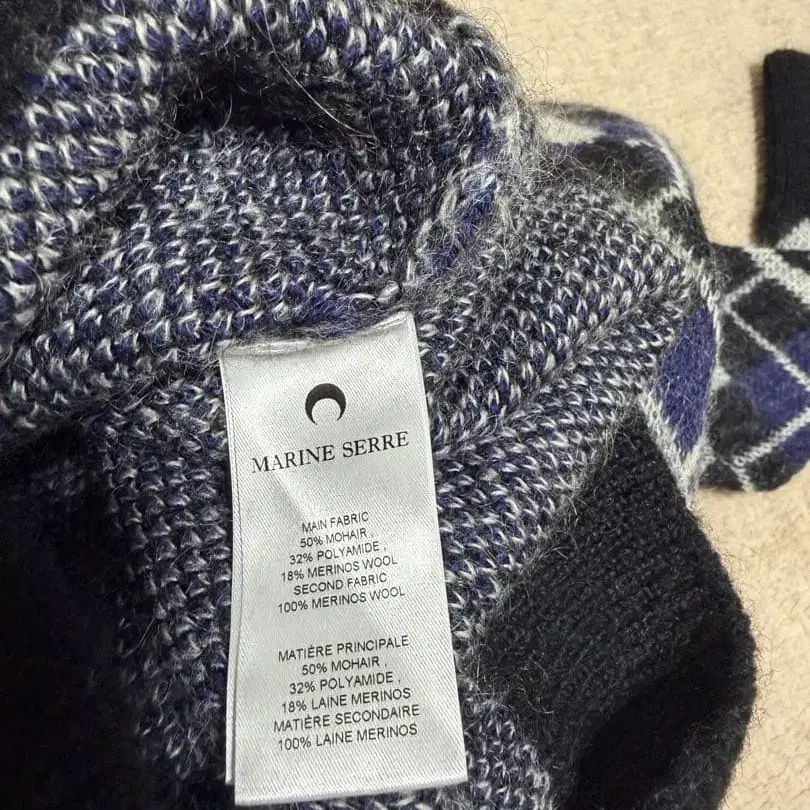 MARINE SERRE
MAIN FABRIC
50% MOHAIR ,
32% POLYAMIDE ,
18% MERINOS WOOL
SECOND FABRIC
100% MERINOS WOOL
MATIÈRE PRINCIPALE
50% MOHAIR ,
32% POLYAMIDE ,
18% LAINE MERINOS
MATIÈRE SECONDAIRE
100% LAINE MERINOS